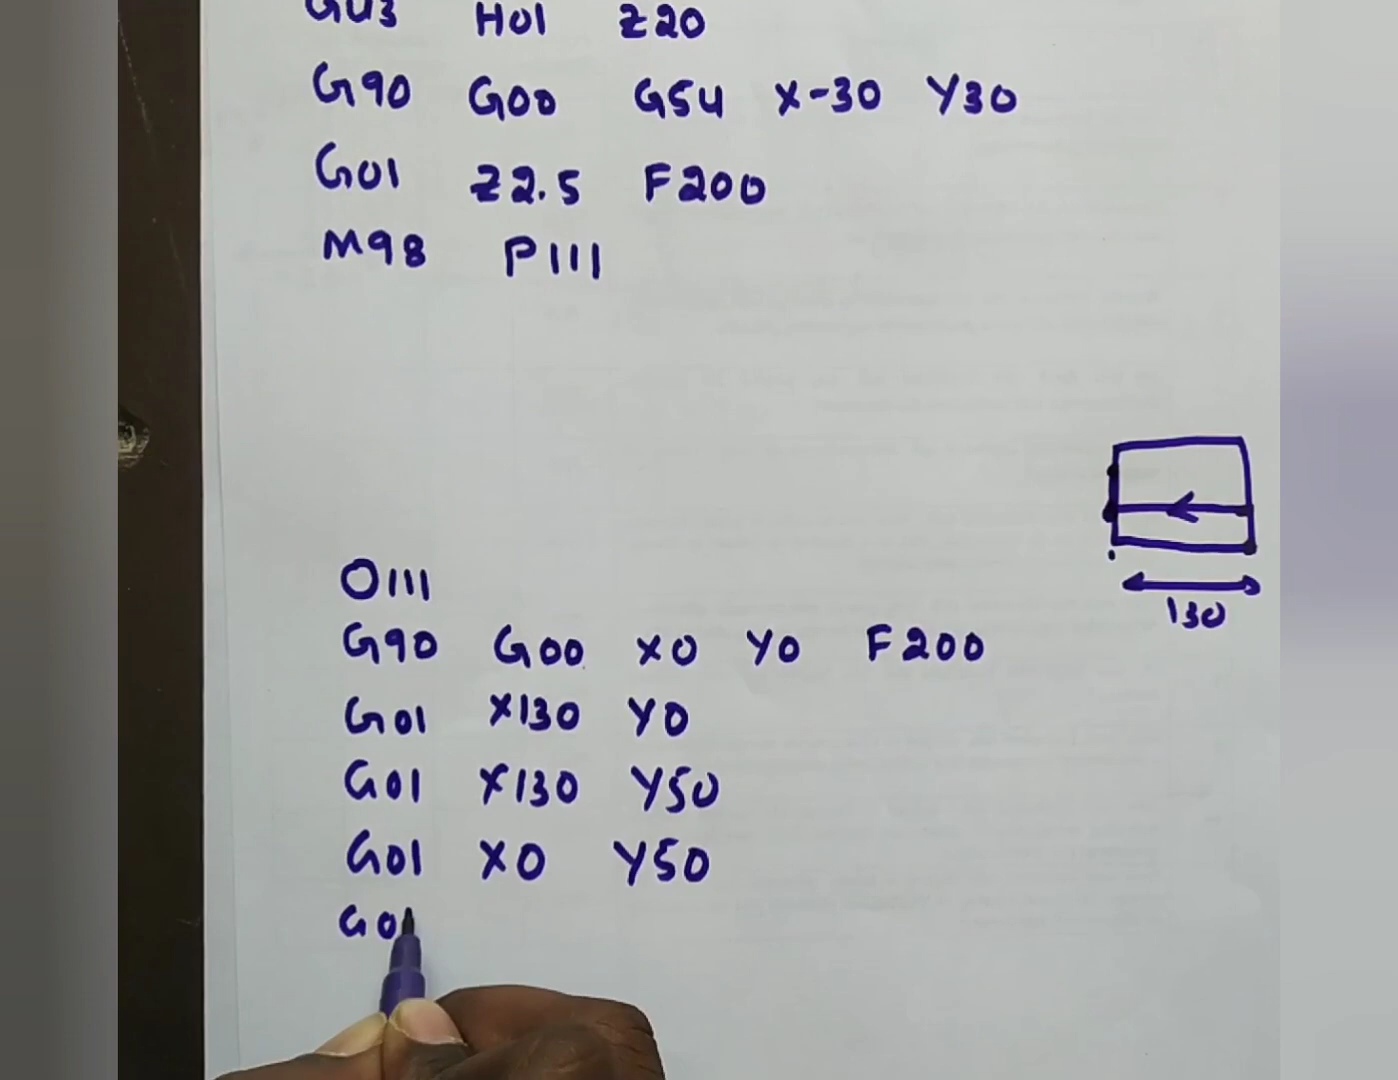 G43 H01 Z20
G90 G00 G54 X-30 Y30
G01 Z2.5 F200
M98 P111
130
O111
G90 G00 X0 Y0 F200
G01 X130 Y0
G01 X130 Y50
G01 X0 Y50
G01